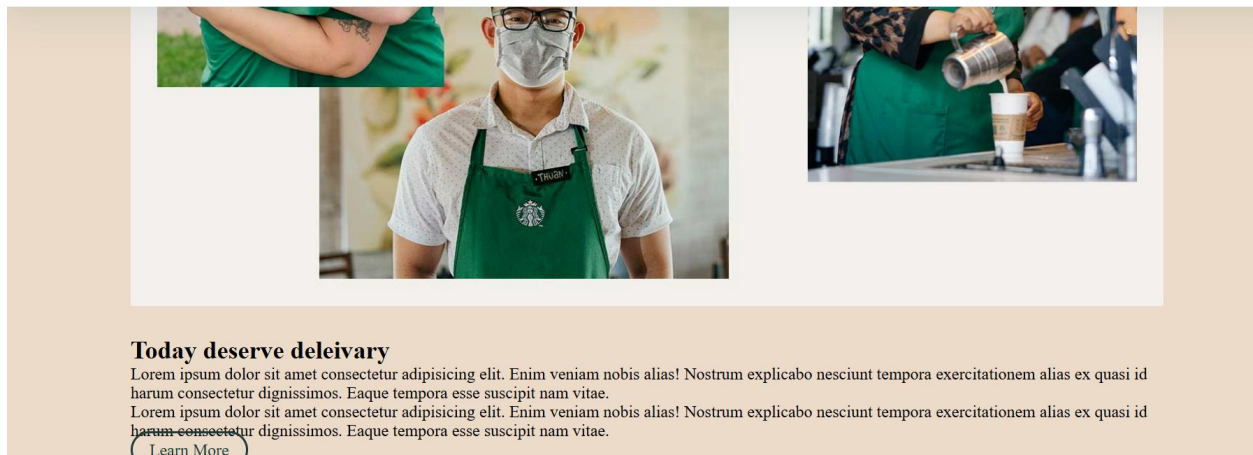 THUAN
Today deserve deleivary
Lorem ipsum dolor sit amet consectetur adipisicing elit. Enim veniam nobis alias! Nostrum explicabo nesciunt tempora exercitationem alias ex quasi id
harum consectetur dignissimos. Eaque tempora esse suscipit nam vitae.
Lorem ipsum dolor sit amet consectetur adipisicing elit. Enim veniam nobis alias! Nostrum explicabo nesciunt tempora exercitationem alias ex quasi id
harum consectetur dignissimos. Eaque tempora esse suscipit nam vitae.
Learn More